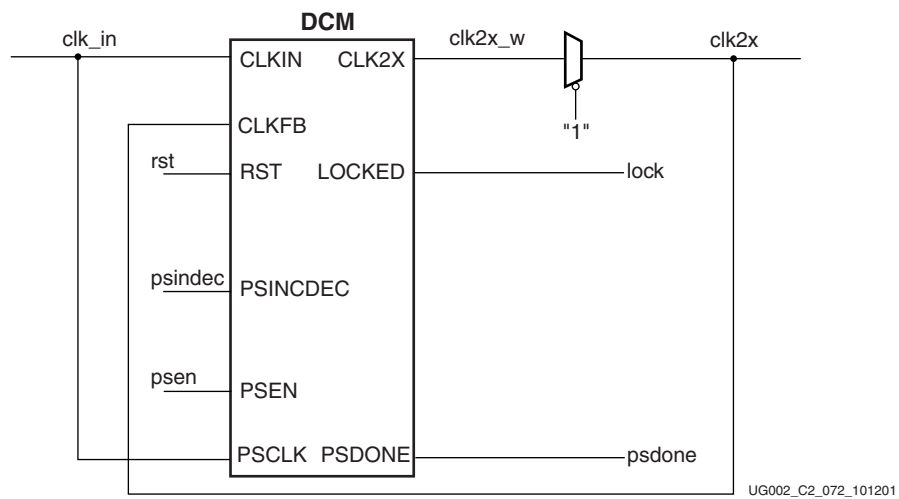 DCM
clk_in
clk2x_w
clk2x
CLKIN
CLK2X
CLKFB
"1"
rst
RST
LOCKED
lock
psindec
PSINCDEC
psen
PSEN
PSCLK
PSDONE
psdone
UG002_C2_072_101201